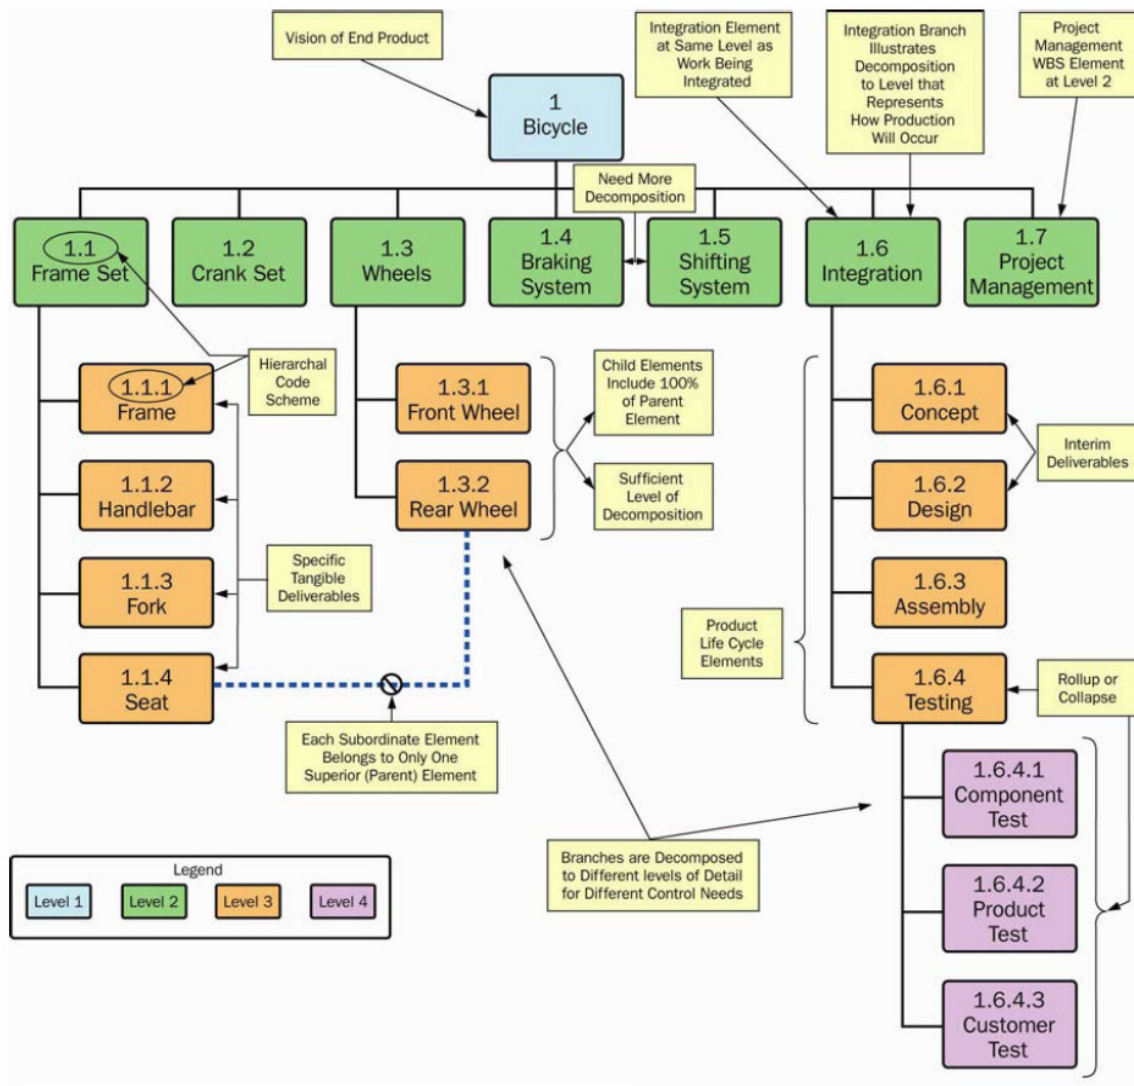 Vision of End Product
Integration Element
at Same Level as
Work Being
Integrated
Integration Branch
Illustrates
Decomposition
to Level that
Represents
How Production
Will Occur
Project
Management
WBS Element
at Level 2
1
Bicycle
Need More
Decomposition
1.1
Frame Set
1.2
Crank Set
1.3
Wheels
1.4
Braking
System
1.5
Shifting
System
1.6
Integration
1.7
Project
Management
1.1.1
Frame
Hierarchal
Code
Scheme
1.1.2
Handlebar
1.1.3
Fork
1.1.4
Seat
Specific
Tangible
Deliverables
1.3.1
Front Wheel
1.3.2
Rear Wheel
Child Elements
Include 100%
of Parent
Element
Sufficient
Level of
Decomposition
Each Subordinate Element
Belongs to Only One
Superior (Parent) Element
Product
Life Cycle
Elements
1.6.1
Concept
1.6.2
Design
Interim
Deliverables
1.6.3
Assembly
1.6.4
Testing
Rollup or
Collapse
1.6.4.1
Component
Test
1.6.4.2
Product
Test
1.6.4.3
Customer
Test
Branches are Decomposed
to Different levels of Detail
for Different Control Needs
Legend
Level 1
Level 2
Level 3
Level 4